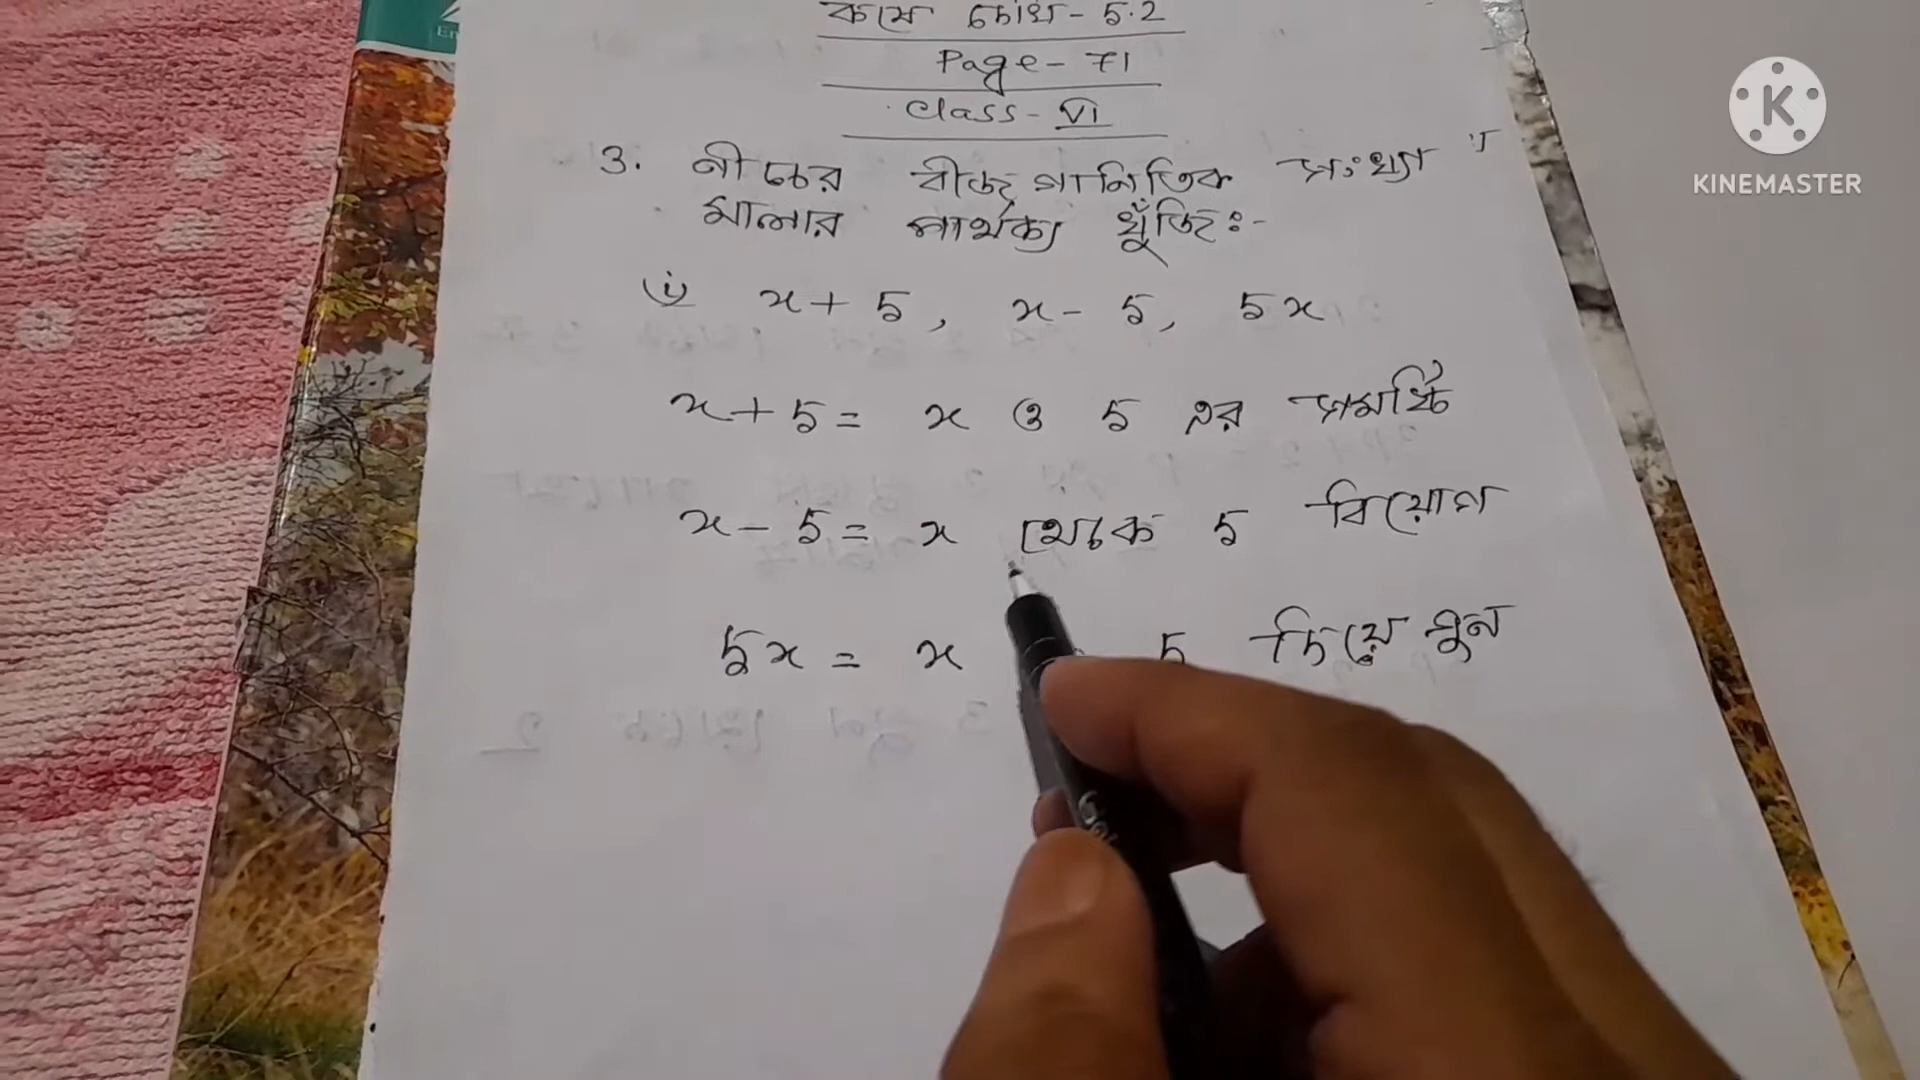 কষে দেখি - 5.2
Page - 71
Class - VI
3. নীচের বীজগানিতিক সংখ্যা
মালার পার্থক্য খুঁজি:-
(i) x + 5, x - 5, 5x
x + 5 = x ও 5 এর সমষ্টি
x - 5 = x থেকে 5 বিয়োগ
5x = x 5 দিয়ে গুন
KINEMASTER